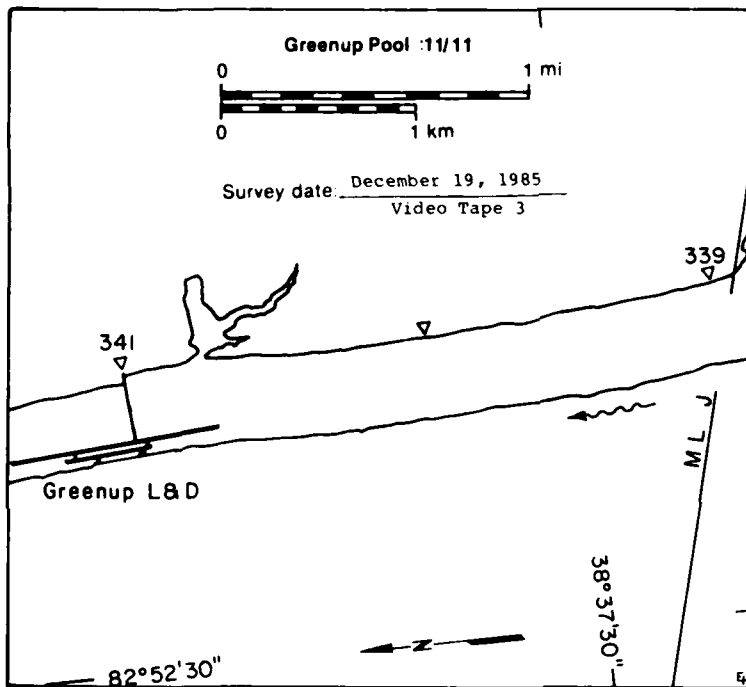 Greenup Pool :11/11
0 1 mi
0 1 km
Survey date: December 19, 1985
Video Tape 3
339
341
M L J
Greenup L&D
38°37'30"
N
82°52'30"